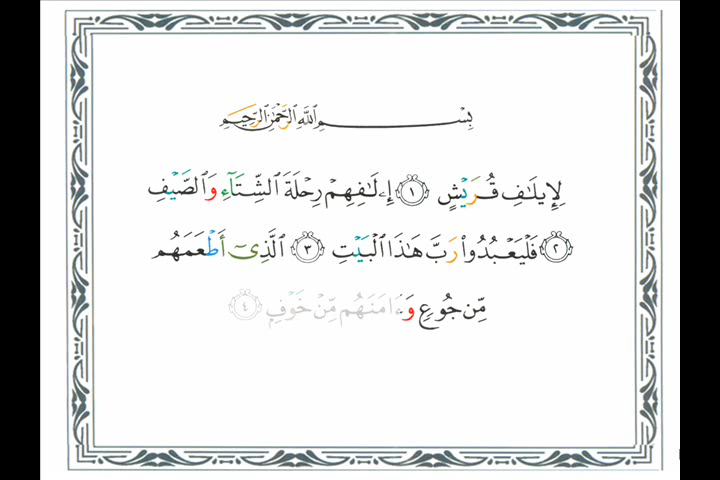 بِسْمِ ٱللَّهِ ٱلرَّحْمَٰنِ ٱلرَّحِيمِ
لِإِيلَٰفِ قُرَيْشٍ ١ إِۦلَٰفِهِمْ رِحْلَةَ ٱلشِّتَآءِ وَٱلصَّيْفِ
٢ فَلْيَعْبُدُوا۟ رَبَّ هَٰذَا ٱلْبَيْتِ ٣ ٱلَّذِىٓ أَطْعَمَهُم
مِّن جُوعٍ وَءَامَنَهُم مِّنْ خَوْفٍۭ ٤